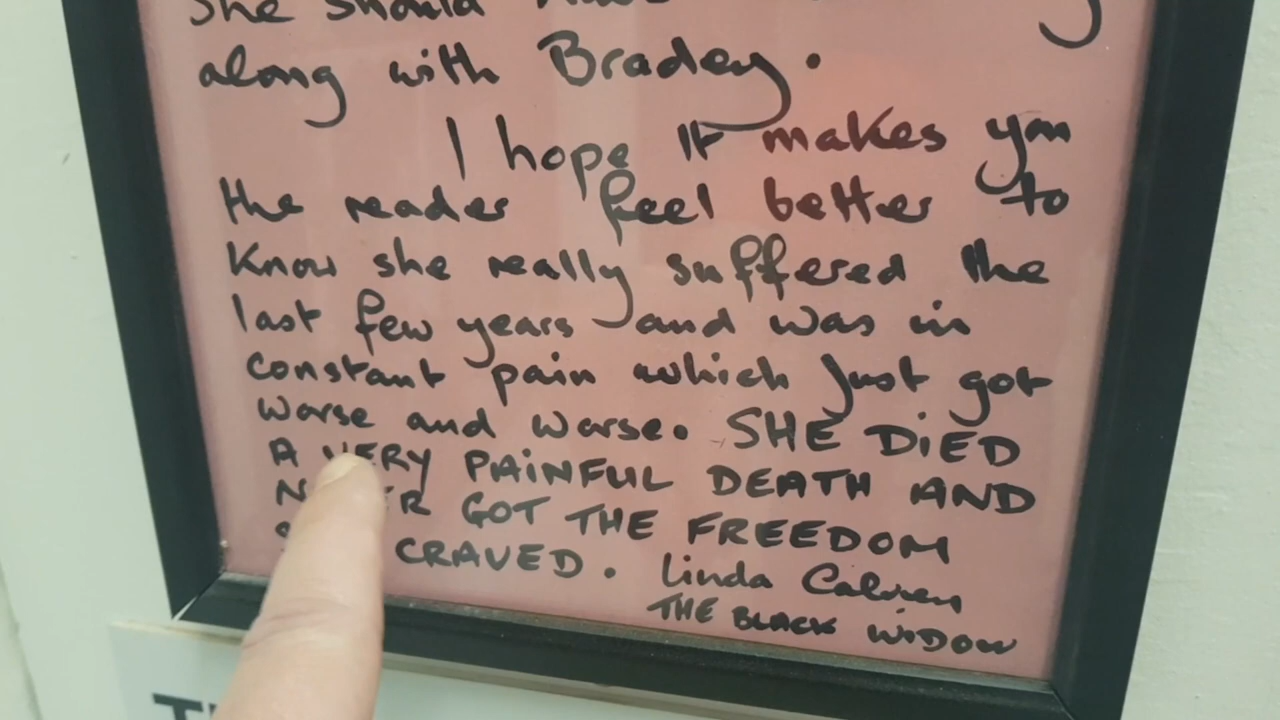 she should
along with Bradey.
I hope It makes you
the reader feel better to
Know she really suffered the
last few years and was in
constant pain which Just got
worse and worse. SHE DiED
A VERY PAiNFUL DEATH AND
GOT THE FREEDOM
CRAVED. Linda Calvey
THE BLACK WiDOW